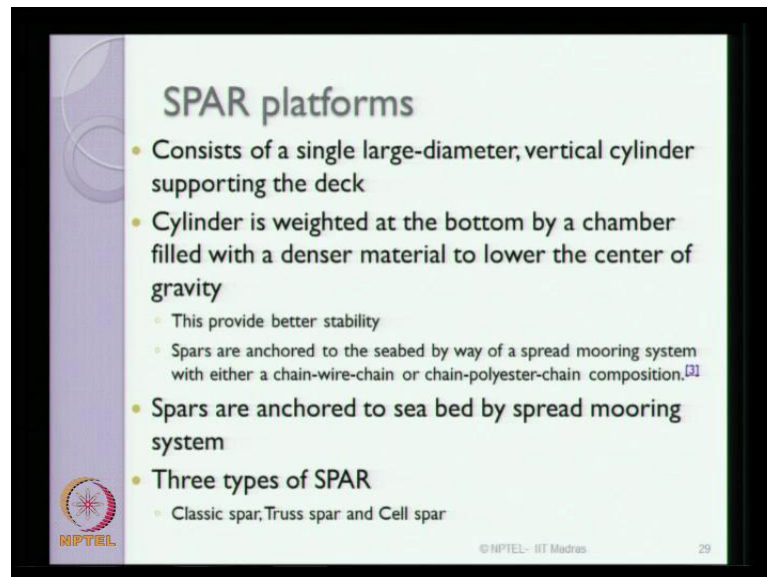 SPAR platforms
• Consists of a single large-diameter, vertical cylinder
supporting the deck
• Cylinder is weighted at the bottom by a chamber
filled with a denser material to lower the center of
gravity
◦ This provide better stability
◦ Spars are anchored to the seabed by way of a spread mooring system
with either a chain-wire-chain or chain-polyester-chain composition.[3]
• Spars are anchored to sea bed by spread mooring
system
• Three types of SPAR
◦ Classic spar, Truss spar and Cell spar
NPTEL
© NPTEL- IIT Madras
29